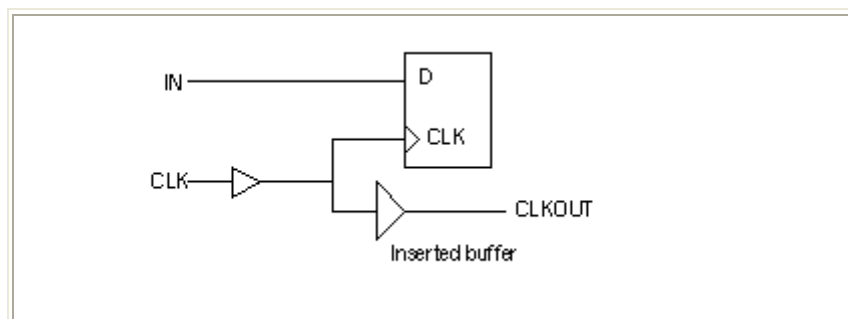 IN
D
CLK
CLK
CLKOUT
Inserted buffer